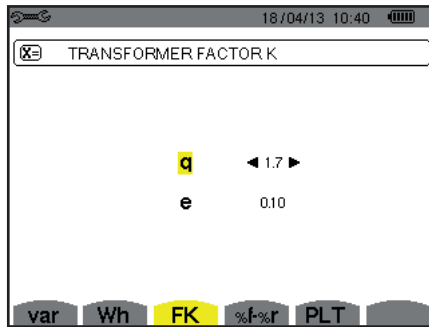 18/04/13 10:40
X= TRANSFORMER FACTOR K
q ◄ 1.7 ►
e 0.10
var Wh FK %f-%r PLT